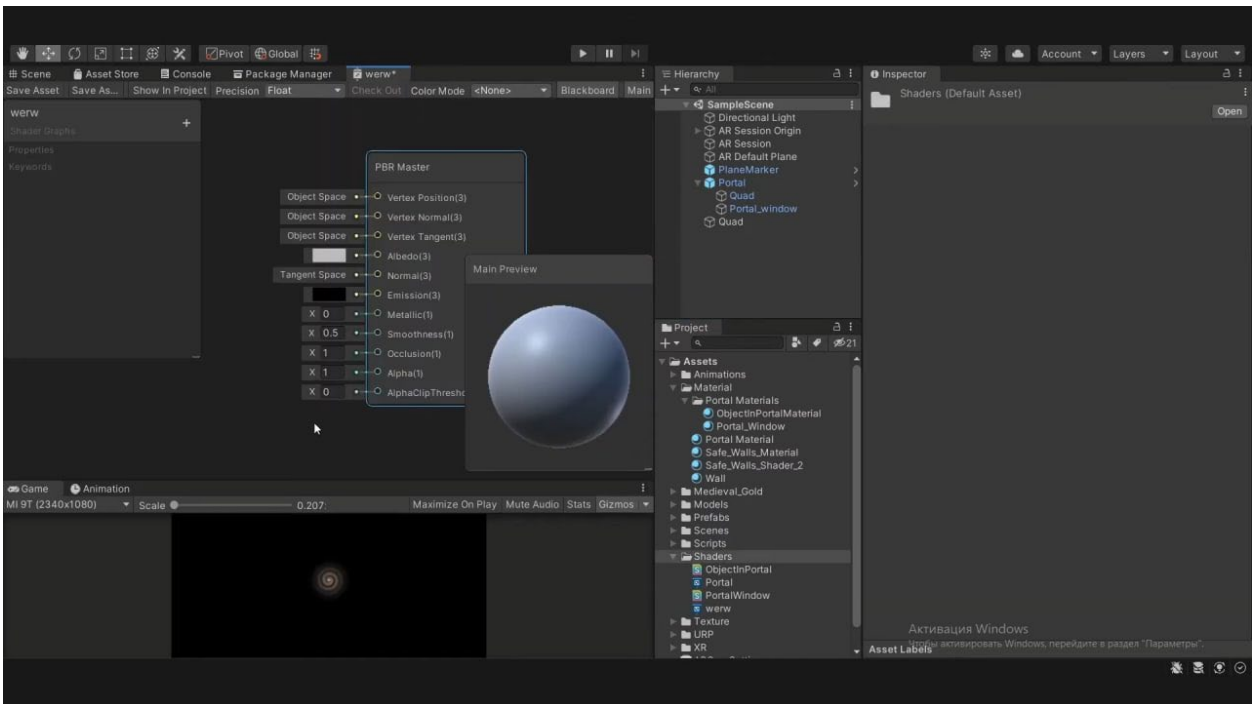 Pivot Global Account Layers Layout
Scene Asset Store Console Package Manager werw*
Save Asset Save As... Show In Project Precision Float Check Out Color Mode <None> Blackboard Main
werw
Shader Graphs
Properties
Keywords
PBR Master
Object Space Vertex Position(3)
Object Space Vertex Normal(3)
Object Space Vertex Tangent(3)
Albedo(3)
Tangent Space Normal(3)
Emission(3)
X 0 Metallic(1)
X 0.5 Smoothness(1)
X 1 Occlusion(1)
X 1 Alpha(1)
X 0 AlphaClipThresho
Main Preview
Game Animation
MI 9T (2340x1080) Scale 0.207: Maximize On Play Mute Audio Stats Gizmos
Hierarchy
All
SampleScene
Directional Light
AR Session Origin
AR Session
AR Default Plane
PlaneMarker
Portal
Quad
Portal_window
Quad
Project
21
Assets
Animations
Material
Portal Materials
ObjectInPortalMaterial
Portal_Window
Portal Material
Safe_Walls_Material
Safe_Walls_Shader_2
Wall
Medieval_Gold
Models
Prefabs
Scenes
Scripts
Shaders
ObjectInPortal
Portal
PortalWindow
werw
Texture
URP
XR
Inspector
Shaders (Default Asset)
Open
Активация Windows
Чтобы активировать Windows, перейдите в раздел "Параметры".
Asset Labels